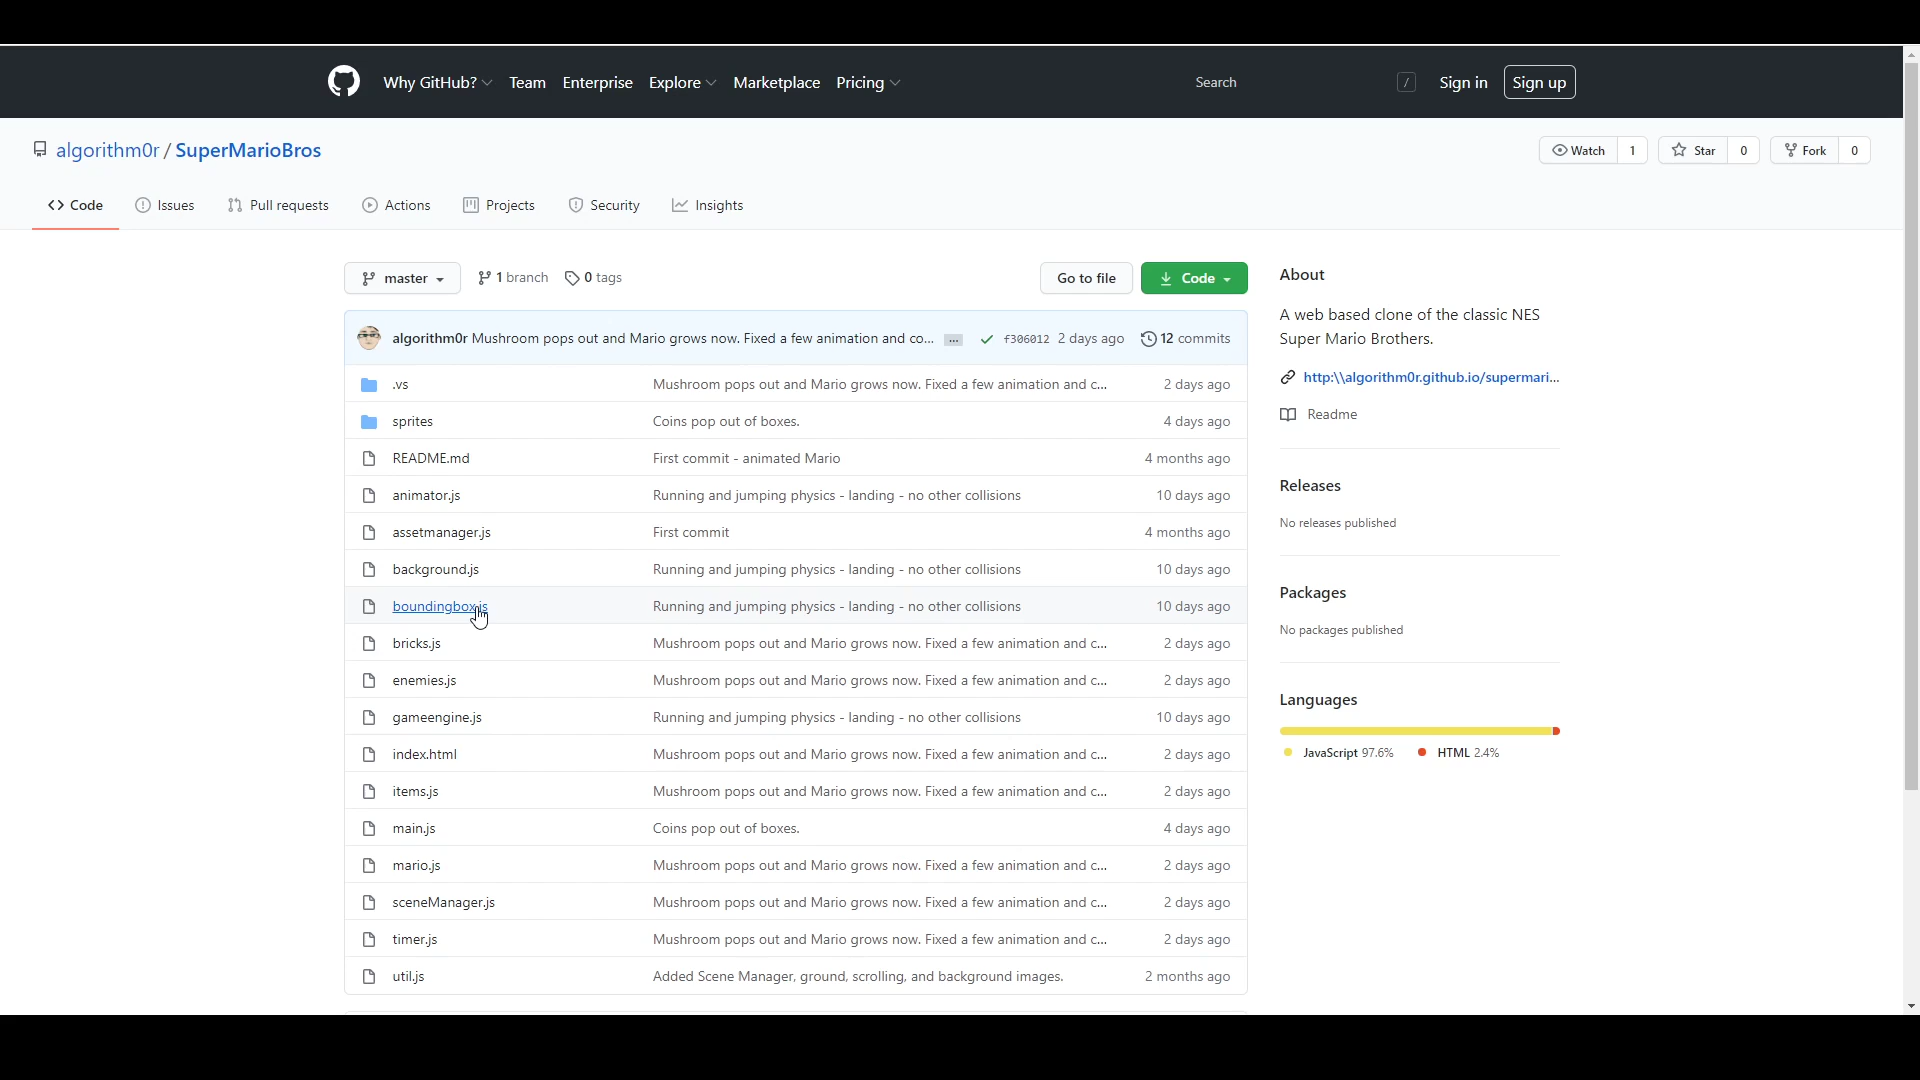 Why GitHub? Team Enterprise Explore Marketplace Pricing Search / Sign in Sign up
algorithm0r / SuperMarioBros Watch 1 Star 0 Fork 0
<> Code Issues Pull requests Actions Projects Security Insights
master 1 branch 0 tags Go to file Code
algorithm0r Mushroom pops out and Mario grows now. Fixed a few animation and co... ... f306012 2 days ago 12 commits
.vs Mushroom pops out and Mario grows now. Fixed a few animation and c... 2 days ago
sprites Coins pop out of boxes. 4 days ago
README.md First commit - animated Mario 4 months ago
animator.js Running and jumping physics - landing - no other collisions 10 days ago
assetmanager.js First commit 4 months ago
background.js Running and jumping physics - landing - no other collisions 10 days ago
boundingbox.js Running and jumping physics - landing - no other collisions 10 days ago
bricks.js Mushroom pops out and Mario grows now. Fixed a few animation and c... 2 days ago
enemies.js Mushroom pops out and Mario grows now. Fixed a few animation and c... 2 days ago
gameengine.js Running and jumping physics - landing - no other collisions 10 days ago
index.html Mushroom pops out and Mario grows now. Fixed a few animation and c... 2 days ago
items.js Mushroom pops out and Mario grows now. Fixed a few animation and c... 2 days ago
main.js Coins pop out of boxes. 4 days ago
mario.js Mushroom pops out and Mario grows now. Fixed a few animation and c... 2 days ago
sceneManager.js Mushroom pops out and Mario grows now. Fixed a few animation and c... 2 days ago
timer.js Mushroom pops out and Mario grows now. Fixed a few animation and c... 2 days ago
util.js Added Scene Manager, ground, scrolling, and background images. 2 months ago
About
A web based clone of the classic NES
Super Mario Brothers.
http:\\algorithm0r.github.io/supermari...
Readme
Releases
No releases published
Packages
No packages published
Languages
JavaScript 97.6% HTML 2.4%